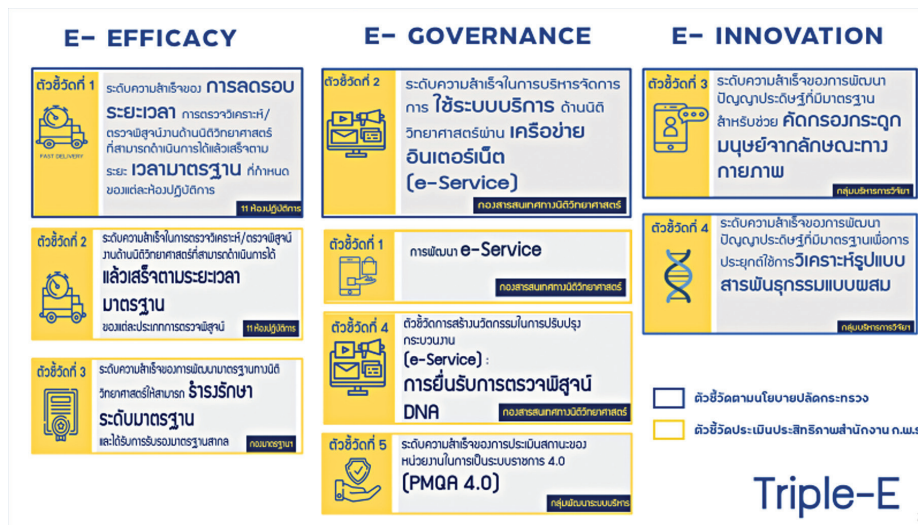 E- EFFICACY
ตัวชี้วัดที่ 1
FAST DELIVERY
ระดับความสำเร็จของ การลดรอบ
ระยะเวลา การตรวจวิเคราะห์/
ตรวจพิสูจน์งานด้านนิติวิทยาศาสตร์
ที่สามารถดำเนินการได้แล้วเสร็จตาม
ระยะ เวลามาตรฐาน ที่กำหนด
ของแต่ละห้องปฏิบัติการ
11 ห้องปฏิบัติการ
ตัวชี้วัดที่ 2
ระดับความสำเร็จในการตรวจวิเคราะห์/ตรวจพิสูจน์
งานด้านนิติวิทยาศาสตร์ที่สามารถดำเนินการได้
แล้วเสร็จตามระยะเวลา
มาตรฐาน
ของแต่ละประเภทการตรวจพิสูจน์
11 ห้องปฏิบัติการ
ตัวชี้วัดที่ 3
ระดับความสำเร็จของการพัฒนามาตรฐานทางนิติ
วิทยาศาสตร์ให้สามารถ ธำรงรักษา
ระดับมาตรฐาน
และได้รับการรับรองมาตรฐานสากล
กองมาตรฐานฯ
E- GOVERNANCE
ตัวชี้วัดที่ 2
ระดับความสำเร็จในการบริหารจัดการ
การ ใช้ระบบบริการ ด้านนิติ
วิทยาศาสตร์ผ่าน เครือข่าย
อินเตอร์เน็ต
(e-Service)
กองสารสนเทศทางนิติวิทยาศาสตร์
ตัวชี้วัดที่ 1
การพัฒนา e-Service
กองสารสนเทศทางนิติวิทยาศาสตร์
ตัวชี้วัดที่ 4
ตัวชี้วัดการสร้างนวัตกรรมในการปรับปรุง
กระบวนงาน
(e-Service) :
การยื่นรับการตรวจพิสูจน์
DNA
กองสารสนเทศทางนิติวิทยาศาสตร์
ตัวชี้วัดที่ 5
ระดับความสำเร็จของการประเมินสถานะของ
หน่วยงานในการเป็นระบบราชการ 4.0
(PMQA 4.0)
กลุ่มพัฒนาระบบบริหาร
E- INNOVATION
ตัวชี้วัดที่ 3
ระดับความสำเร็จของการพัฒนา
ปัญญาประดิษฐ์ที่มีมาตรฐาน
สำหรับช่วย คัดกรองกระดูก
มนุษย์จากลักษณะทาง
กายภาพ
กลุ่มบริหารการวิจัยฯ
ตัวชี้วัดที่ 4
ระดับความสำเร็จของการพัฒนา
ปัญญาประดิษฐ์ที่มีมาตรฐานเพื่อการ
ประยุกต์ใช้การวิเคราะห์รูปแบบ
สารพันธุกรรมแบบผสม
กลุ่มบริหารการวิจัยฯ
ตัวชี้วัดตามนโยบายปลัดกระทรวง
ตัวชี้วัดประเมินประสิทธิภาพสำนักงาน ก.พ.ร
Triple-E